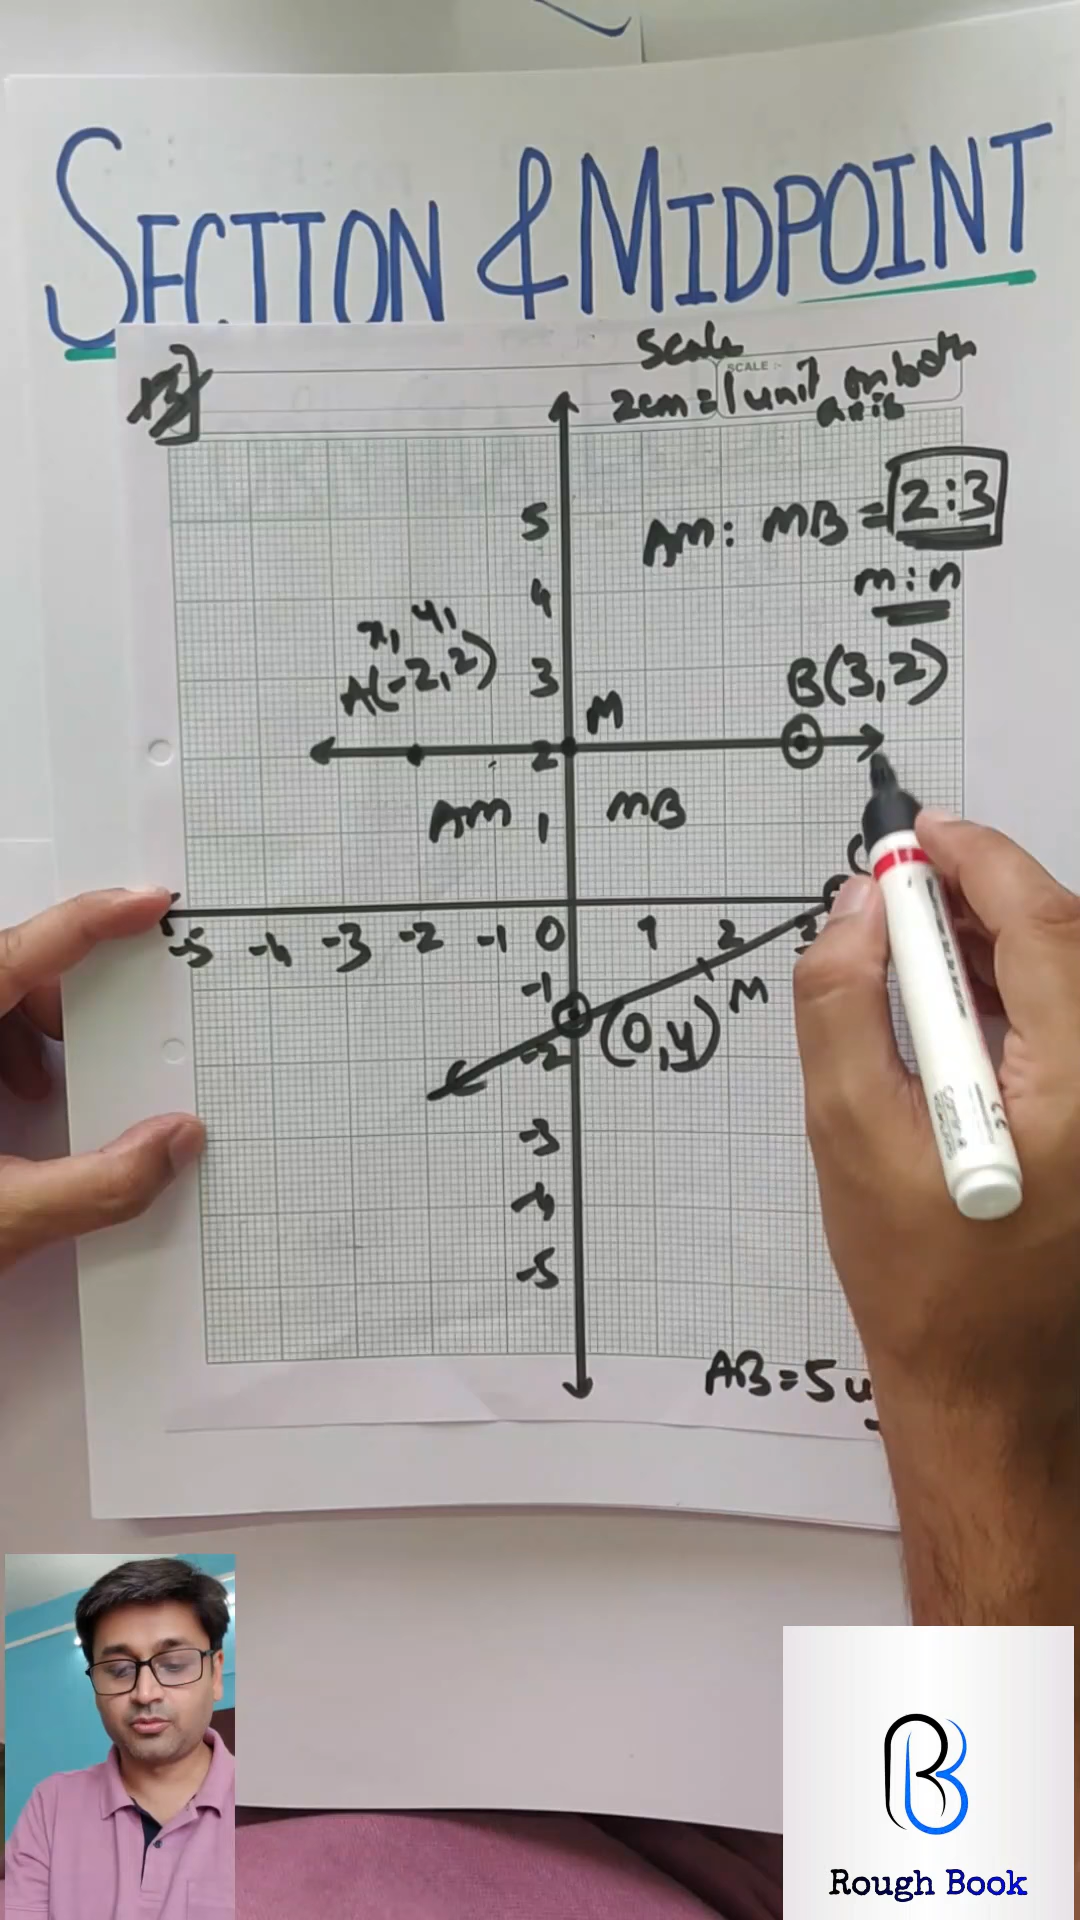 SECTION & MIDPOINT
Scale
SCALE :-
2cm = 1 unit on both
axis
5
AM : MB = 2:3
4
m:n
x, y,
A(-2,2)
3
B(3,2)
M
2
AM
1
MB
-5 -4 -3 -2 -1 0 1 2 3
-1
M
(0,y)
-2
-3
-4
-5
AB = 5 u
B
Rough Book